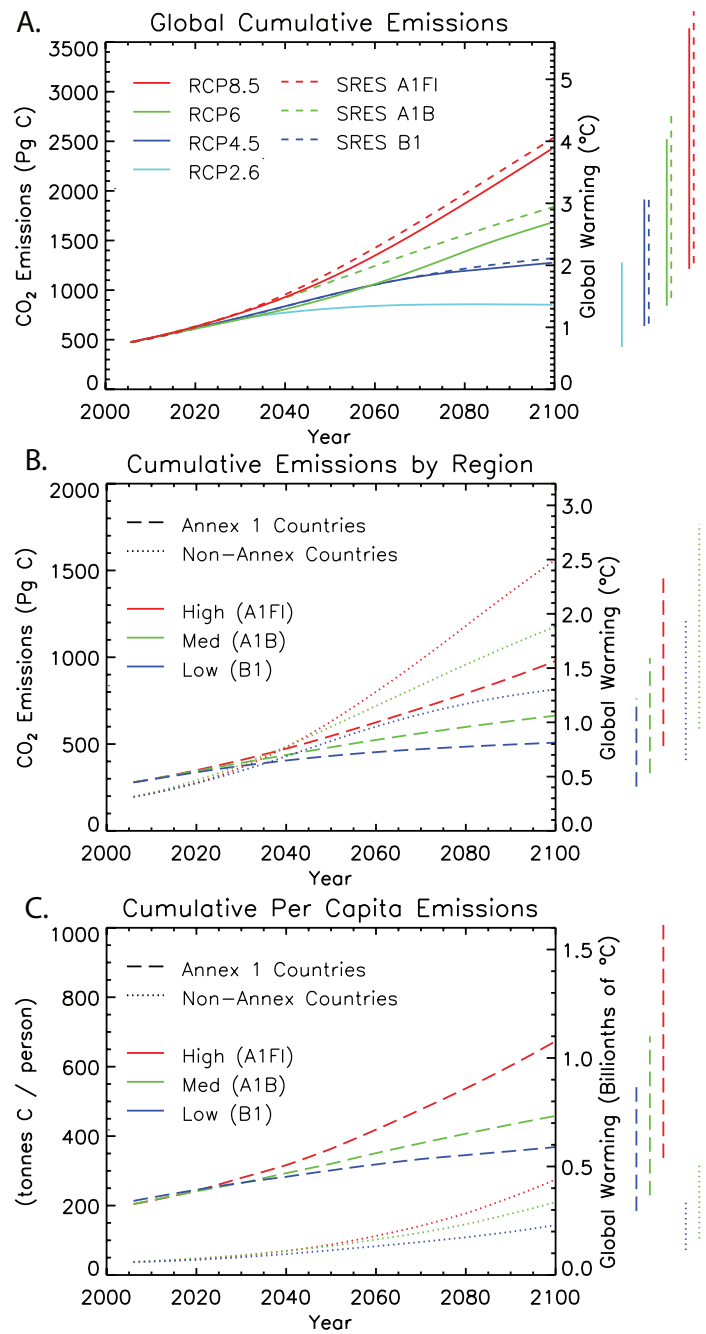 A.
Global Cumulative Emissions
CO2 Emissions (Pg C)
3500
3000
2500
2000
1500
1000
500
0
RCP8.5
RCP6
RCP4.5
RCP2.6
SRES A1FI
SRES A1B
SRES B1
5
4
3
2
1
0
Global Warming (°C)
2000 2020 2040 2060 2080 2100
Year
B.
Cumulative Emissions by Region
CO2 Emissions (Pg C)
2000
1500
1000
500
0
Annex 1 Countries
Non-Annex Countries
High (A1FI)
Med (A1B)
Low (B1)
3.0
2.5
2.0
1.5
1.0
0.5
0.0
Global Warming (°C)
2000 2020 2040 2060 2080 2100
Year
C.
Cumulative Per Capita Emissions
(tonnes C / person)
1000
800
600
400
200
0
Annex 1 Countries
Non-Annex Countries
High (A1FI)
Med (A1B)
Low (B1)
1.5
1.0
0.5
0.0
Global Warming (Billionths of °C)
2000 2020 2040 2060 2080 2100
Year